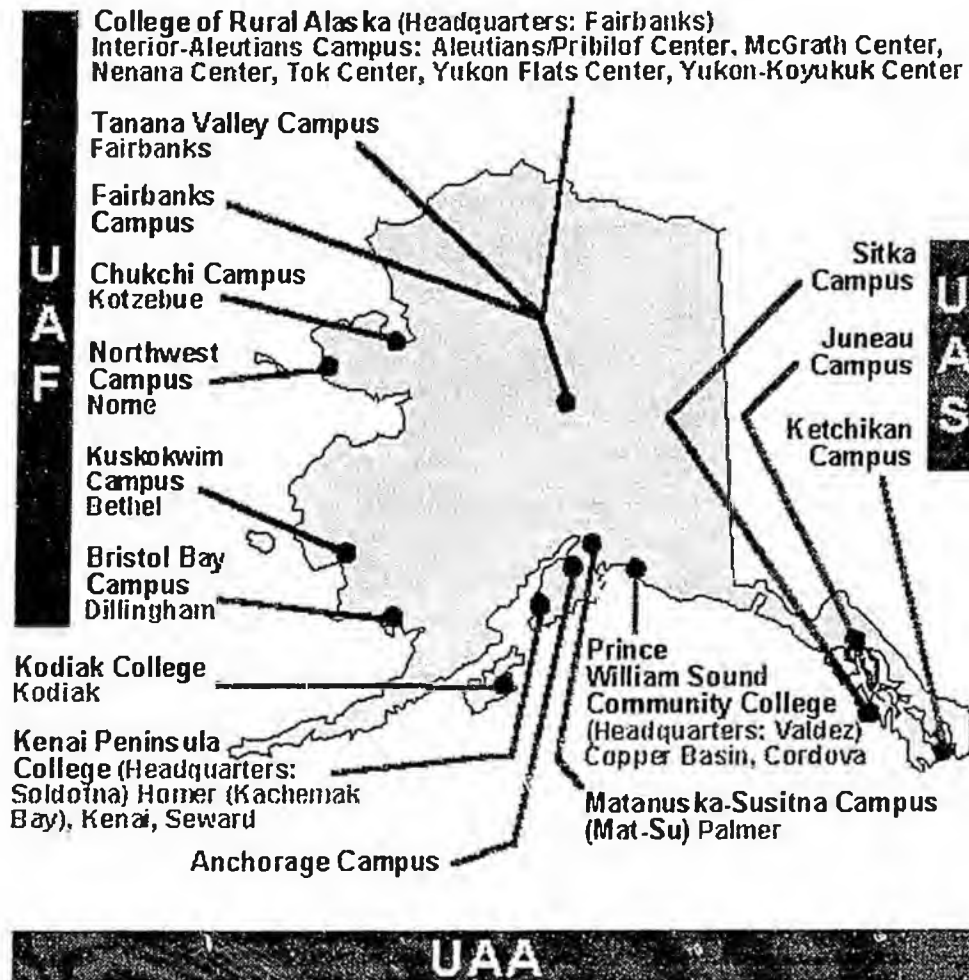 College of Rural Alaska (Headquarters: Fairbanks)
Interior-Aleutians Campus: Aleutians/Pribilof Center, McGrath Center,
Nenana Center, Tok Center, Yukon Flats Center, Yukon-Koyukuk Center
Tanana Valley Campus
Fairbanks
Fairbanks
Campus
Chukchi Campus
Kotzebue
Northwest
Campus
Nome
Kuskokwim
Campus
Bethel
Bristol Bay
Campus
Dillingham
UAF
Sitka
Campus
Juneau
Campus
Ketchikan
Campus
UAS
Kodiak College
Kodiak
Kenai Peninsula
College (Headquarters:
Soldotna) Homer (Kachemak
Bay), Kenai, Seward
Anchorage Campus
Prince
William Sound
Community College
(Headquarters: Valdez)
Copper Basin, Cordova
Matanuska-Susitna Campus
(Mat-Su) Palmer
UAA